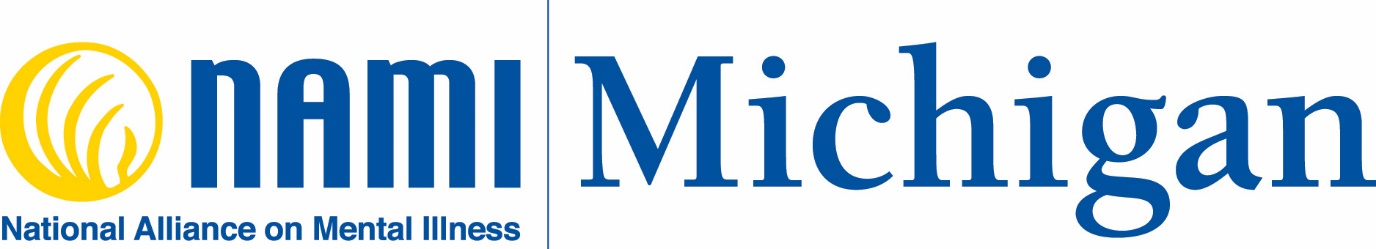 NAMI
National Alliance on Mental Illness
Michigan